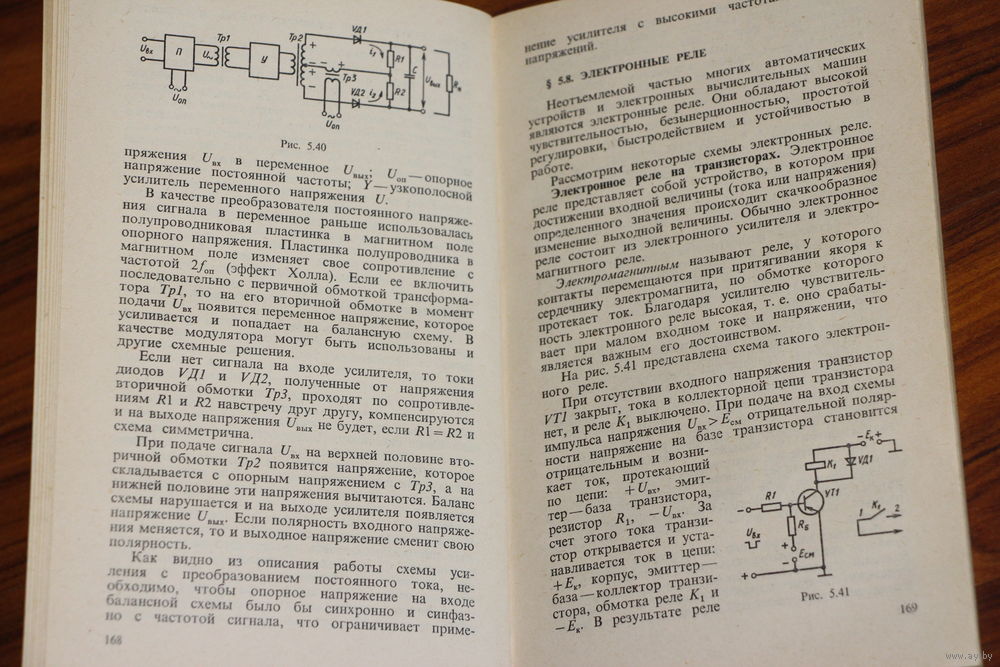 VД1
Тр1
Тр2
+
i₁
R1
Uвх
П
U~
У
C
Uвых
Rн
Тр3
R2
i₂
VД2
Uоп
Uоп
Рис. 5.40
пряжения Uвх в переменное Uвых; Uоп — опорное
напряжение постоянной частоты; Y — узкополосной
усилитель переменного напряжения U.
В качестве преобразователя постоянного напряже-
ния сигнала в переменное раньше использовалась
полупроводниковая пластинка в магнитном поле
опорного напряжения. Пластинка полупроводника в
магнитном поле изменяет свое сопротивление с
частотой 2fоп (эффект Холла). Если ее включить
последовательно с первичной обмоткой трансформа-
тора Тр1, то на его вторичной обмотке в момент
подачи Uвх появится переменное напряжение, которое
усиливается и попадает на балансную схему. В
качестве модулятора могут быть использованы и
другие схемные решения.
Если нет сигнала на входе усилителя, то токи
диодов VД1 и VД2, полученные от напряжения
вторичной обмотки Тр3, проходят по сопротивле-
ниям R1 и R2 навстречу друг другу, компенсируются
и на выходе напряжения Uвых не будет, если R1 = R2 и
схема симметрична.
При подаче сигнала Uвх на верхней половине вто-
ричной обмотки Тр2 появится напряжение, которое
складывается с опорным напряжением с Тр3, а на
нижней половине эти напряжения вычитаются. Баланс
схемы нарушается и на выходе усилителя появляется
напряжение Uвых. Если полярность входного напряже-
ния меняется, то и выходное напряжение сменит свою
полярность.
Как видно из описания работы схемы уси-
ления с преобразованием постоянного тока, не-
обходимо, чтобы опорное напряжение на входе
балансной схемы было бы синхронно и синфаз-
но с частотой сигнала, что ограничивает приме-
168
нение усилителя с высокими
напряжений.
§ 5.8. ЭЛЕКТРОННЫЕ РЕЛЕ
Неотъемлемой частью многих автоматических
устройств и электронных вычислительных машин
являются электронные реле. Они обладают высокой
чувствительностью, безынерционностью, простотой
регулировки, быстродействием и устойчивостью в
работе.
Рассмотрим некоторые схемы электронных реле.
Электронное реле на транзисторах. Электронное
реле представляет собой устройство, в котором при
достижении входной величины (тока или напряжения)
определенного значения происходит скачкообразное
изменение выходной величины. Обычно электронное
реле состоит из электронного усилителя и электро-
магнитного реле.
Электромагнитным называют реле, у которого
контакты перемещаются при притягивании якоря к
сердечнику электромагнита, по обмотке которого
протекает ток. Благодаря усилителю чувствитель-
ность электронного реле высокая, т. е. оно срабаты-
вает при малом входном токе и напряжении, что
является важным его достоинством.
На рис. 5.41 представлена схема такого электрон-
ного реле.
При отсутствии входного напряжения транзистор
VT1 закрыт, тока в коллекторной цепи транзистора
нет, и реле K₁ выключено. При подаче на вход схемы
импульса напряжения Uвх > Eсм отрицательной поляр-
ности напряжение на базе транзистора становится
отрицательным и возни-
кает ток, протекающий
по цепи: +Uвх, эмит-
тер — база транзистора,
резистор R₁, −Uвх. За
счет этого тока транзи-
стор открывается и уста-
навливается ток в цепи:
+Eк, корпус, эмиттер —
база — коллектор транзи-
стора, обмотка реле K₁ и
−Eк. В результате реле
−Eк+
K₁
VД1
R1
VT1
K₁
1
2
Rб
Uвх
Eсм
Рис. 5.41
169
www.ay.by